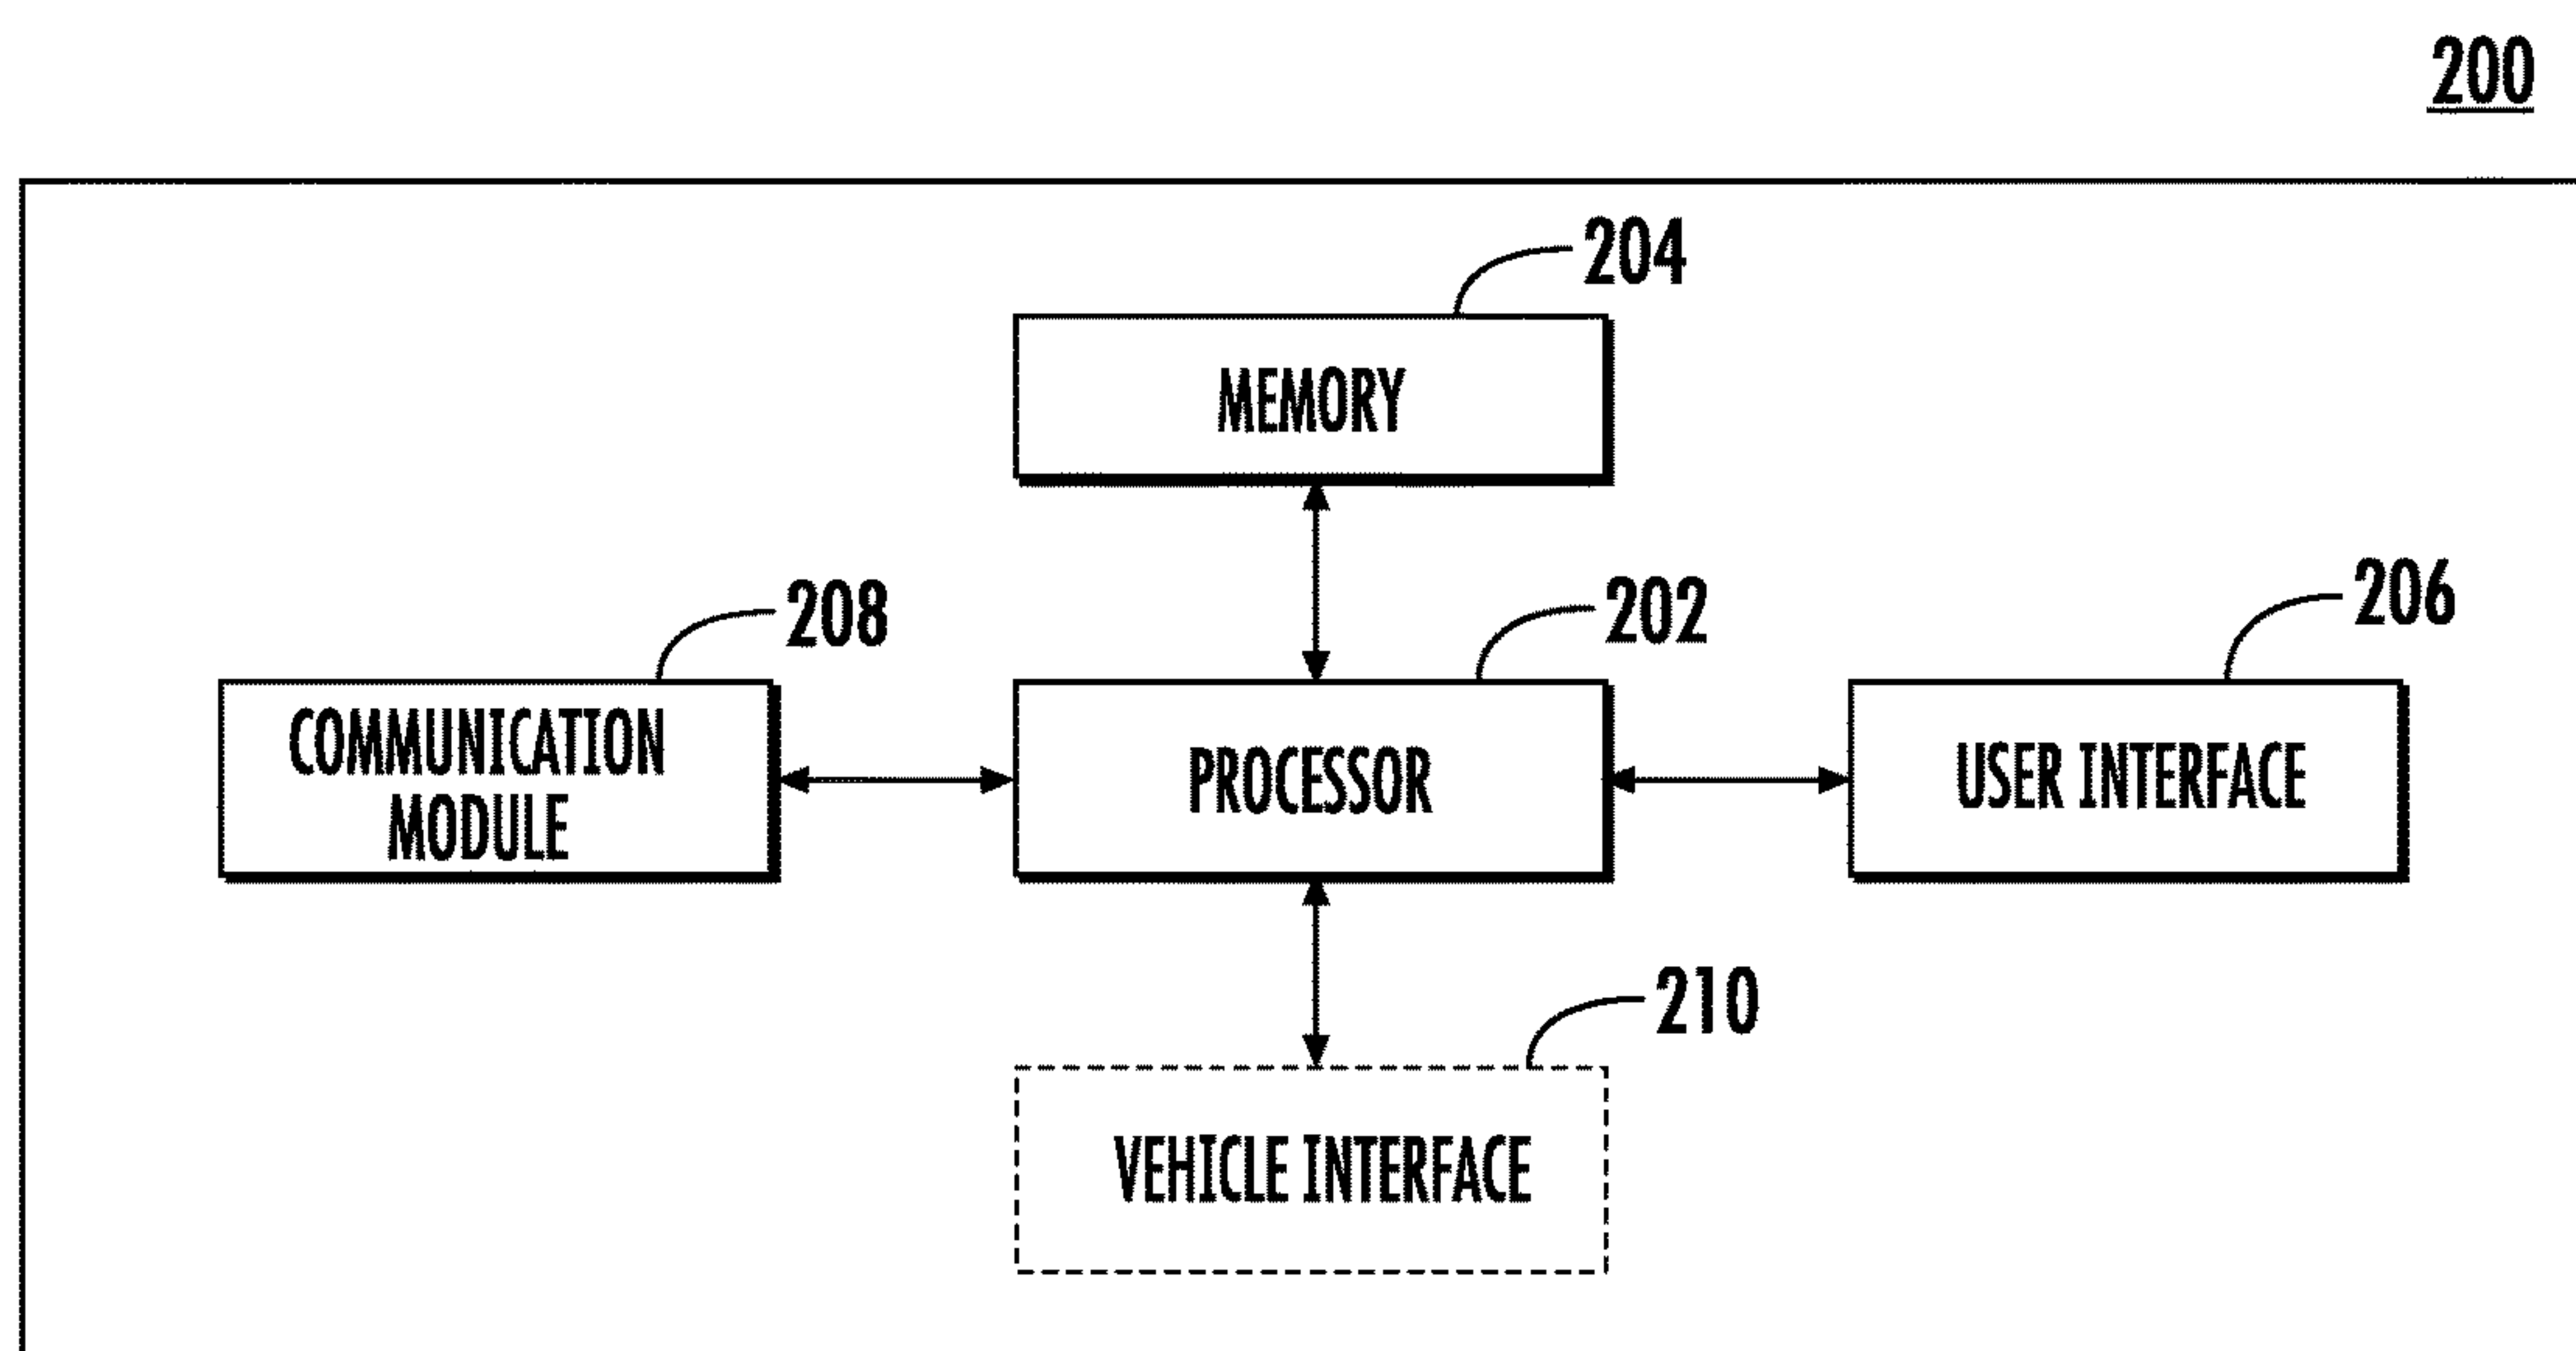 200
204
MEMORY
208
202
206
COMMUNICATION
MODULE
PROCESSOR
USER INTERFACE
210
VEHICLE INTERFACE